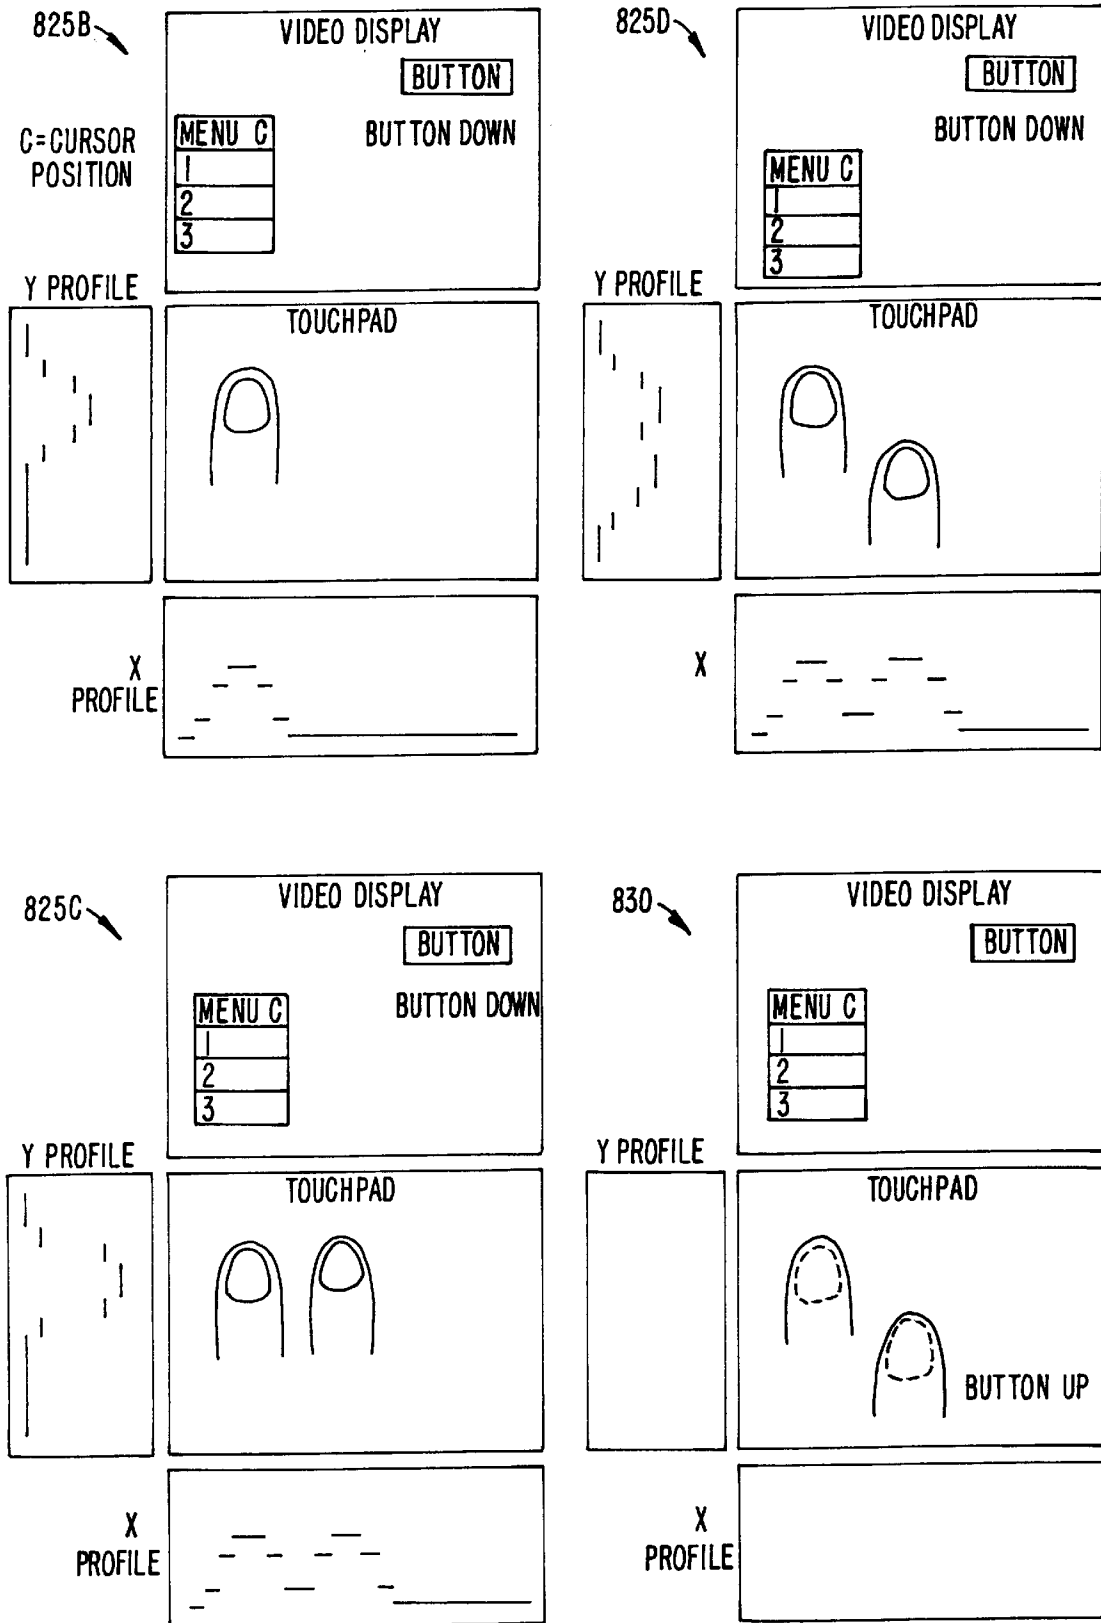 825B
VIDEO DISPLAY
BUTTON
C=CURSOR
POSITION
MENU C
BUTTON DOWN
1
2
3
Y PROFILE
TOUCHPAD
X
PROFILE
825D
VIDEO DISPLAY
BUTTON
BUTTON DOWN
MENU C
1
2
3
Y PROFILE
TOUCHPAD
X
825C
VIDEO DISPLAY
BUTTON
MENU C
BUTTON DOWN
1
2
3
Y PROFILE
TOUCHPAD
X
PROFILE
830
VIDEO DISPLAY
BUTTON
MENU C
1
2
3
Y PROFILE
TOUCHPAD
BUTTON UP
X
PROFILE